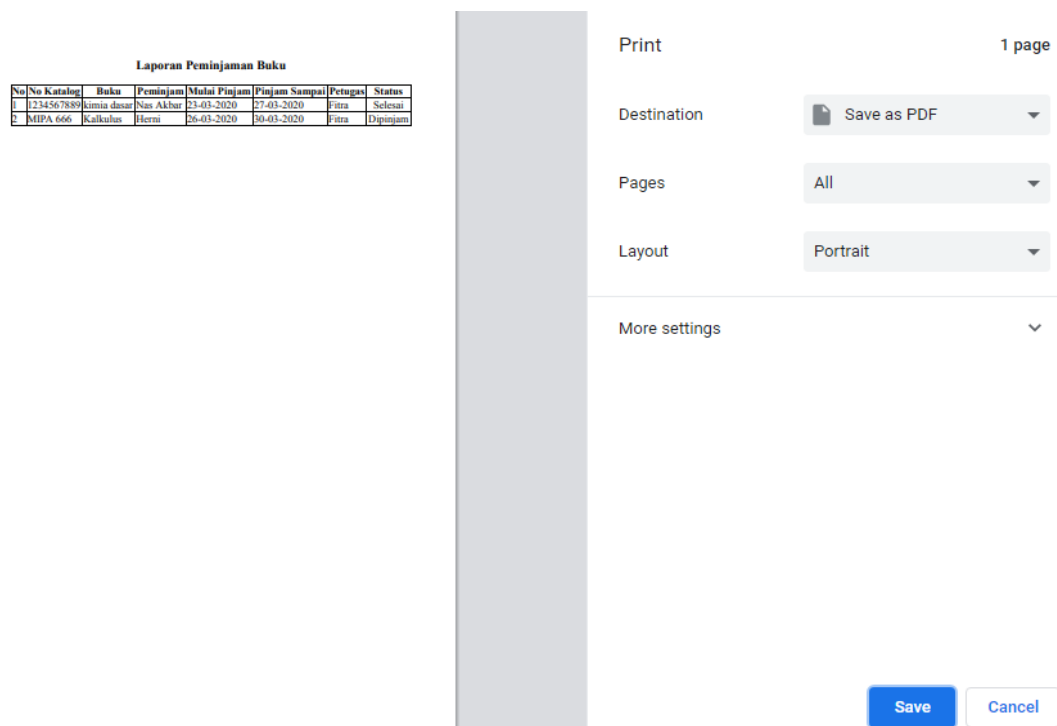 Laporan Peminjaman Buku
No No Katalog Buku Peminjam Mulai Pinjam Pinjam Sampai Petugas Status
1 1234567889 kimia dasar Nas Akbar 23-03-2020 27-03-2020 Fitra Selesai
2 MIPA 666 Kalkulus Herni 26-03-2020 30-03-2020 Fitra Dipinjam
Print 1 page
Destination Save as PDF
Pages All
Layout Portrait
More settings
Save Cancel